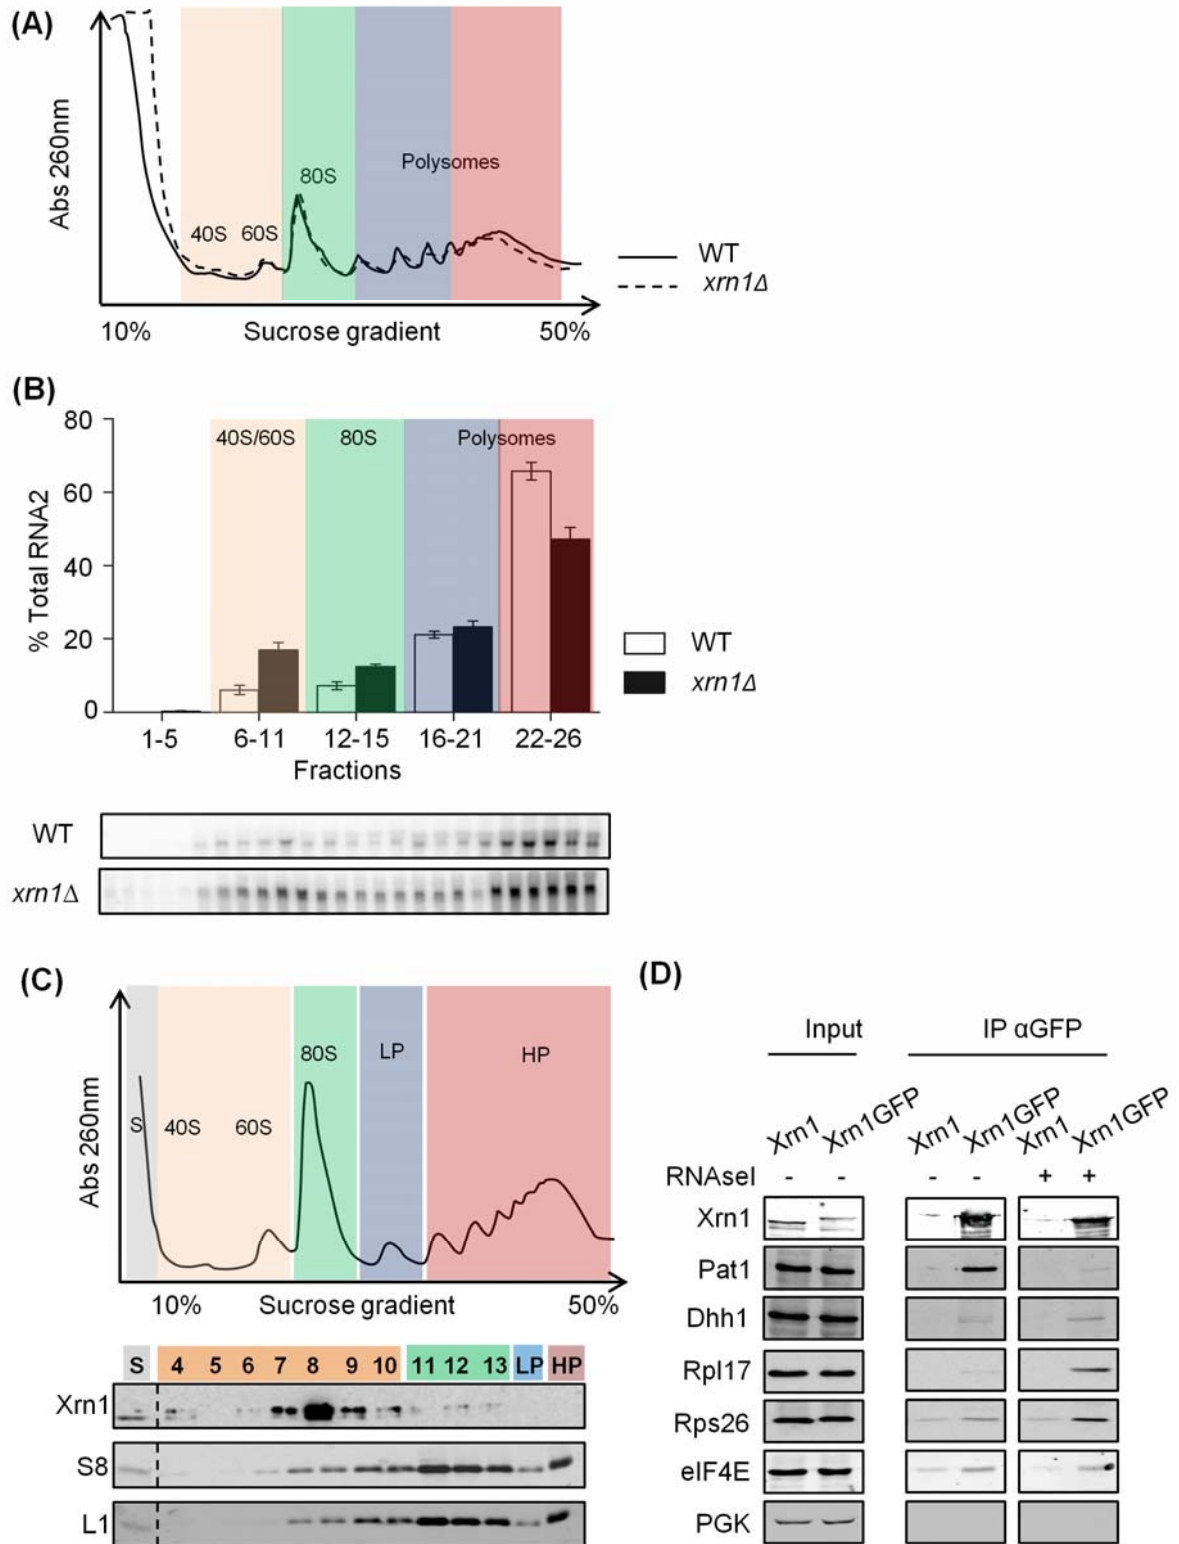 (A)
Abs 260nm
40S 60S
80S
Polysomes
WT
xrn1Δ
10% Sucrose gradient 50%
(B)
% Total RNA2
80
60
40
20
0
40S/60S 80S Polysomes
WT
xrn1Δ
1-5 6-11 12-15 16-21 22-26
Fractions
WT
xrn1Δ
(C)
Abs 260nm
S 40S 60S 80S LP HP
10% Sucrose gradient 50%
S 4 5 6 7 8 9 10 11 12 13 LP HP
Xrn1
S8
L1
(D)
Input IP αGFP
Xrn1 Xrn1GFP Xrn1 Xrn1GFP Xrn1 Xrn1GFP
RNAseI - - - - + +
Xrn1
Pat1
Dhh1
Rpl17
Rps26
eIF4E
PGK